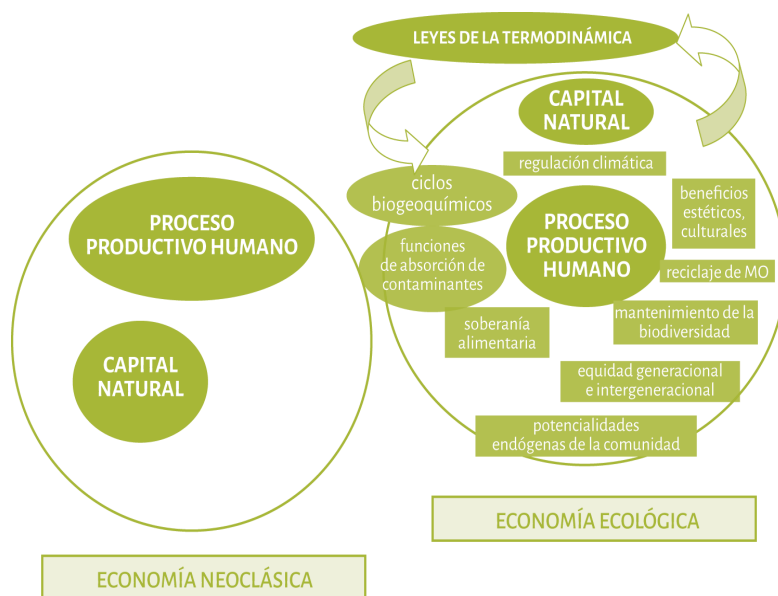 LEYES DE LA TERMODINÁMICA
CAPITAL
NATURAL
regulación climática
ciclos
biogeoquímicos
beneficios
estéticos,
culturales
PROCESO
PRODUCTIVO HUMANO
PROCESO
PRODUCTIVO
HUMANO
funciones
de absorción de
contaminantes
reciclaje de MO
mantenimiento de la
biodiversidad
soberanía
alimentaria
CAPITAL
NATURAL
equidad generacional
e intergeneracional
potencialidades
endógenas de la comunidad
ECONOMÍA ECOLÓGICA
ECONOMÍA NEOCLÁSICA